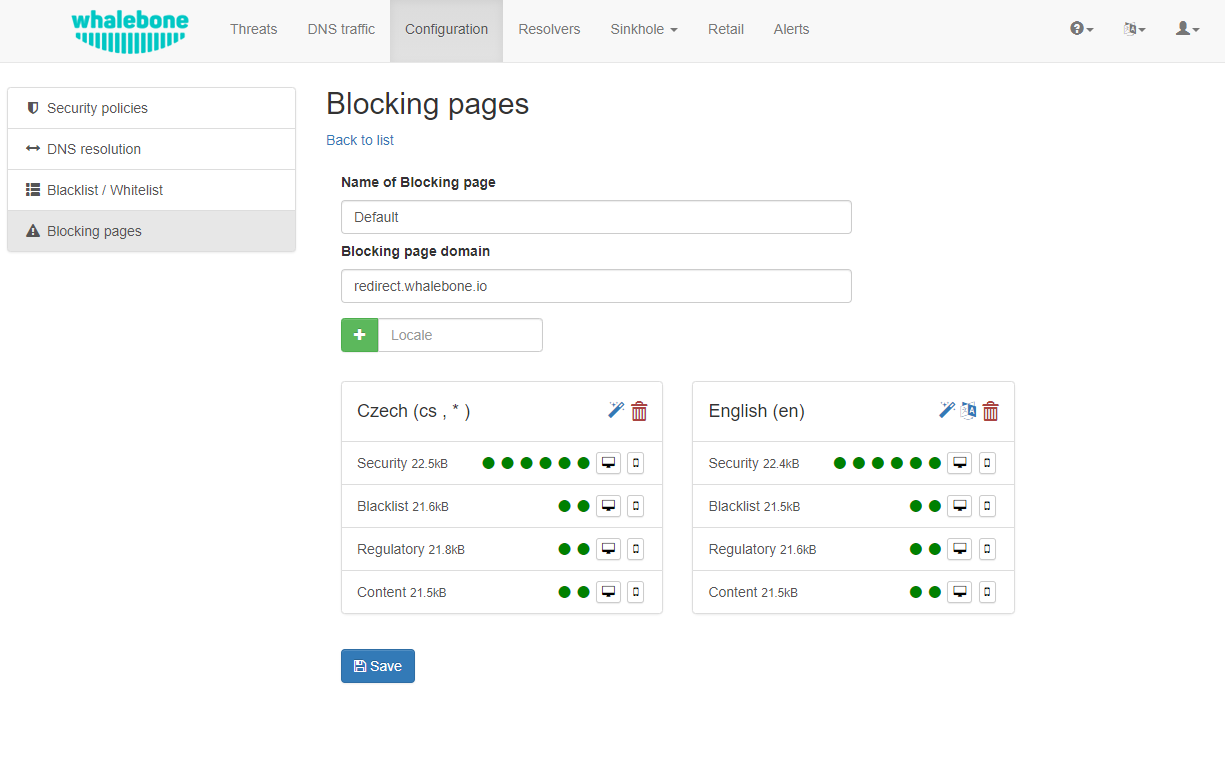 whalebone
Threats DNS traffic Configuration Resolvers Sinkhole Retail Alerts
Security policies
DNS resolution
Blacklist / Whitelist
Blocking pages
Blocking pages
Back to list
Name of Blocking page
Default
Blocking page domain
redirect.whalebone.io
Locale
Czech (cs , * )
Security 22.5kB
Blacklist 21.6kB
Regulatory 21.8kB
Content 21.5kB
English (en)
Security 22.4kB
Blacklist 21.5kB
Regulatory 21.6kB
Content 21.5kB
Save